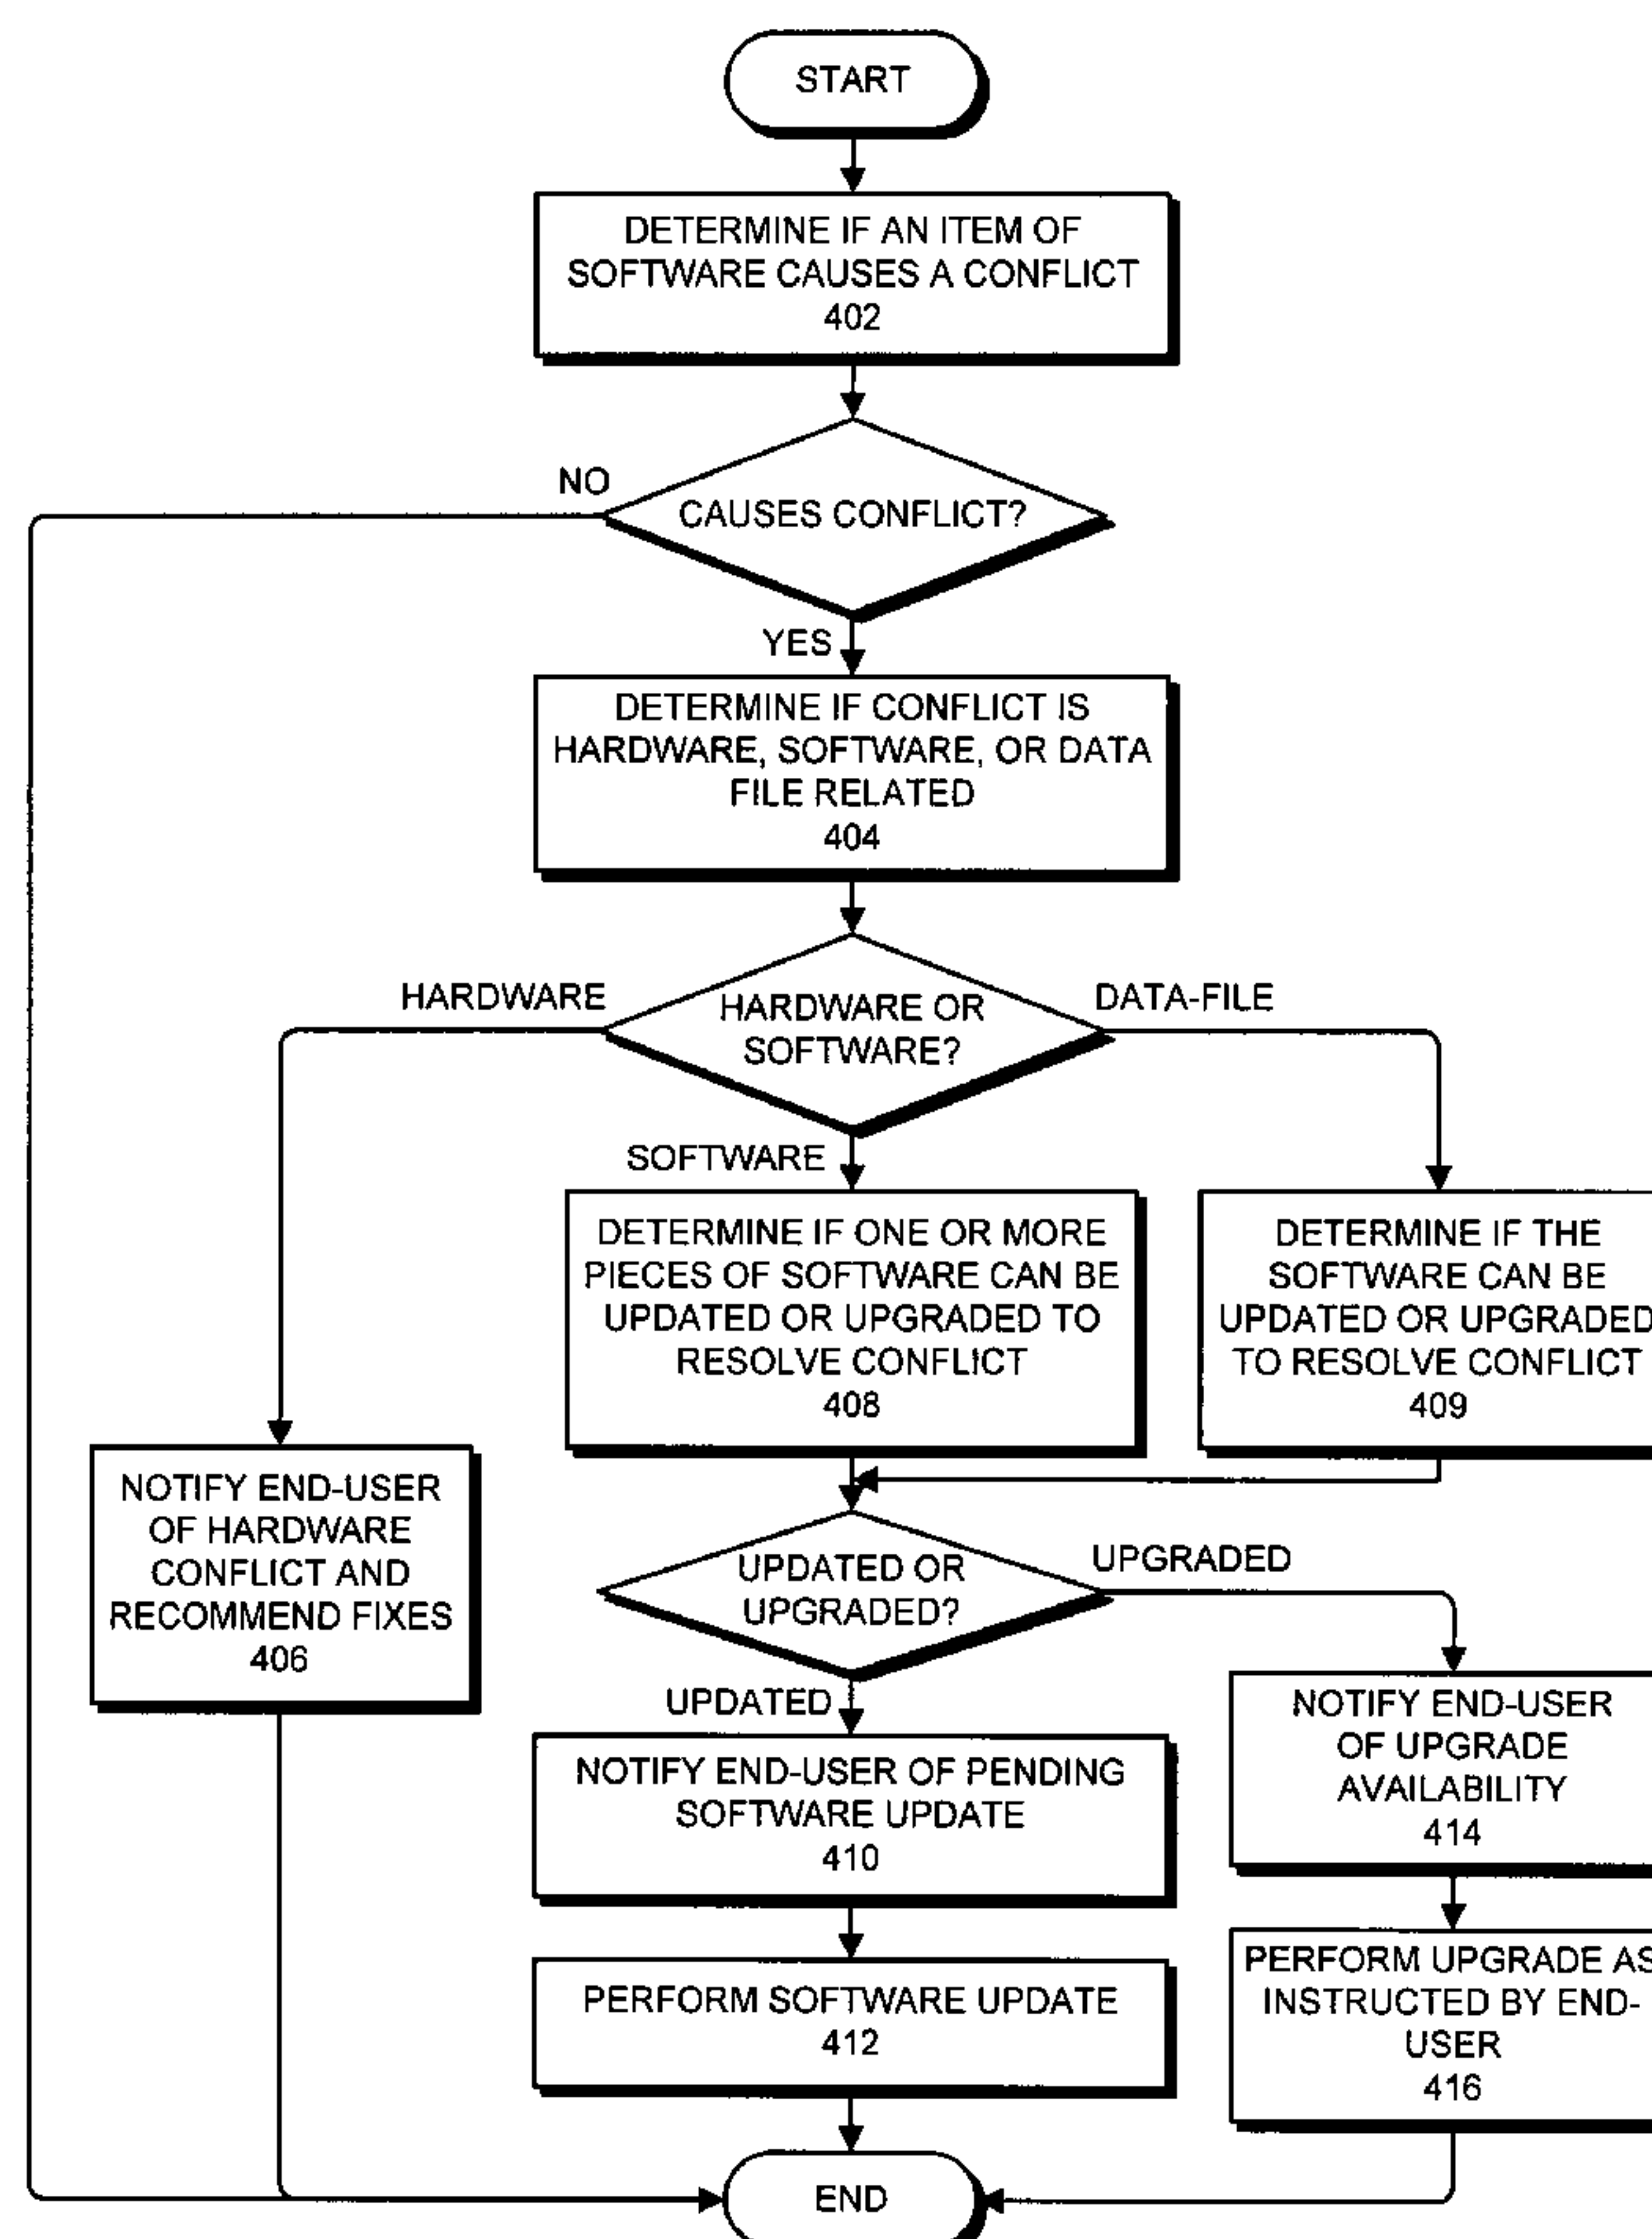 START
DETERMINE IF AN ITEM OF
SOFTWARE CAUSES A CONFLICT
402
NO
CAUSES CONFLICT?
YES
DETERMINE IF CONFLICT IS
HARDWARE, SOFTWARE, OR DATA
FILE RELATED
404
HARDWARE
HARDWARE OR
SOFTWARE?
DATA-FILE
SOFTWARE
DETERMINE IF ONE OR MORE
PIECES OF SOFTWARE CAN BE
UPDATED OR UPGRADED TO
RESOLVE CONFLICT
408
DETERMINE IF THE
SOFTWARE CAN BE
UPDATED OR UPGRADED
TO RESOLVE CONFLICT
409
NOTIFY END-USER
OF HARDWARE
CONFLICT AND
RECOMMEND FIXES
406
UPDATED OR
UPGRADED?
UPGRADED
UPDATED
NOTIFY END-USER OF PENDING
SOFTWARE UPDATE
410
NOTIFY END-USER
OF UPGRADE
AVAILABILITY
414
PERFORM SOFTWARE UPDATE
412
PERFORM UPGRADE AS
INSTRUCTED BY END-
USER
416
END